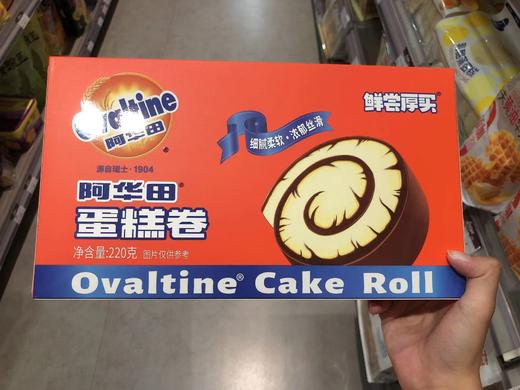 Ovaltine
阿华田
源自瑞士·1904
细腻柔软·浓郁丝滑
鲜尝厚买
阿华田®
蛋糕卷
净含量:220克 图片仅供参考
Ovaltine® Cake Roll